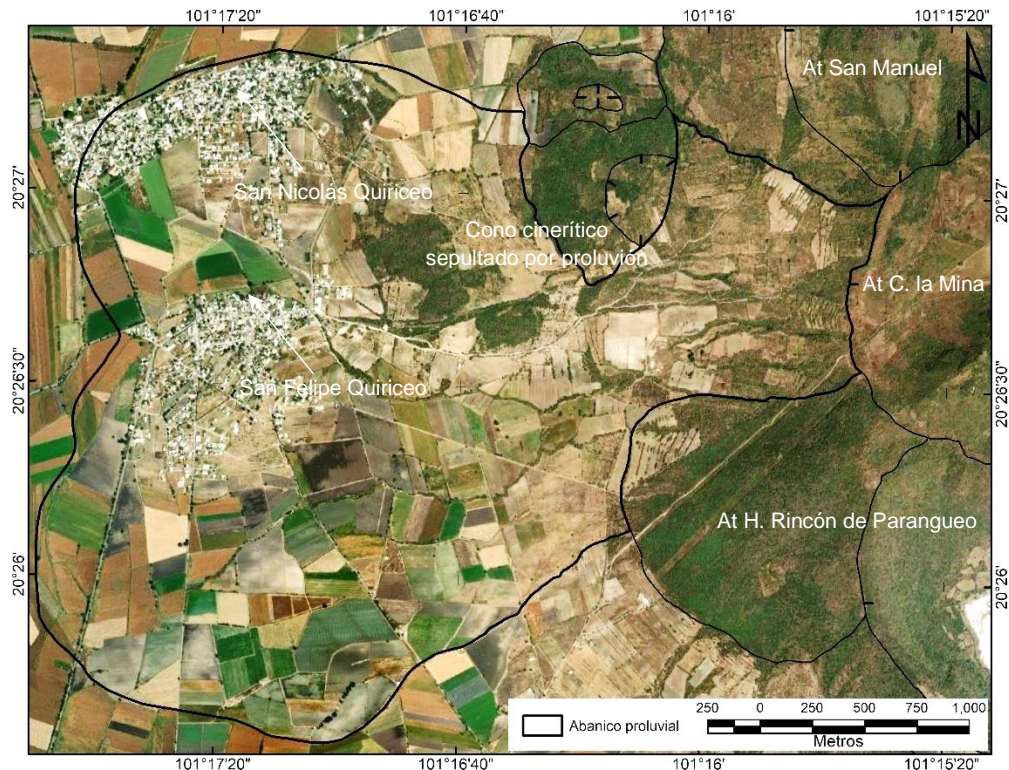 101°17'20" 101°16'40" 101°16' 101°15'20"
At San Manuel
N
20°27' 20°27'
San Nicolás Quiriceo
Cono cinerítico
sepultado por proluvión
At C. la Mina
San Felipe Quiriceo
20°26'30" 20°26'30"
At H. Rincón de Parangueo
20°26' 20°26'
Abanico proluvial
250 0 250 500 750 1,000
Metros
101°17'20" 101°16'40" 101°16' 101°15'20"